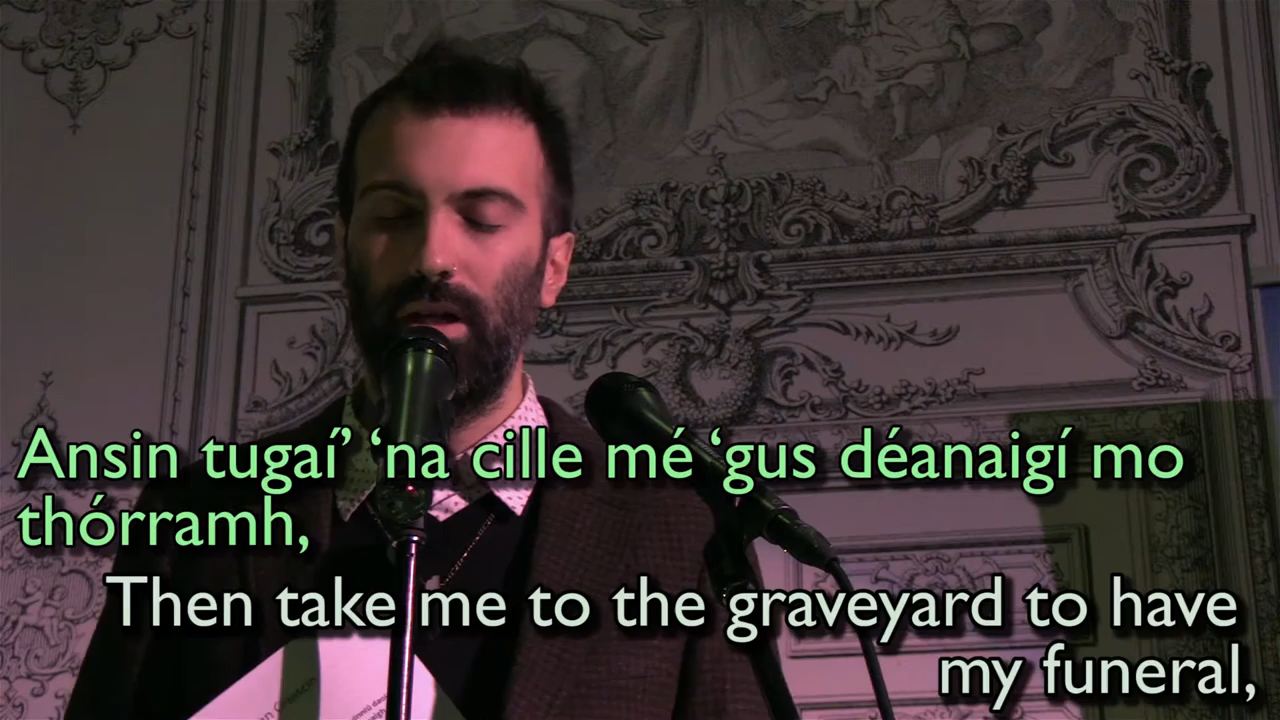 Ansin tugaí’ ‘na cille mé ‘gus déanaigí mo
thórramh,
Then take me to the graveyard to have
my funeral,